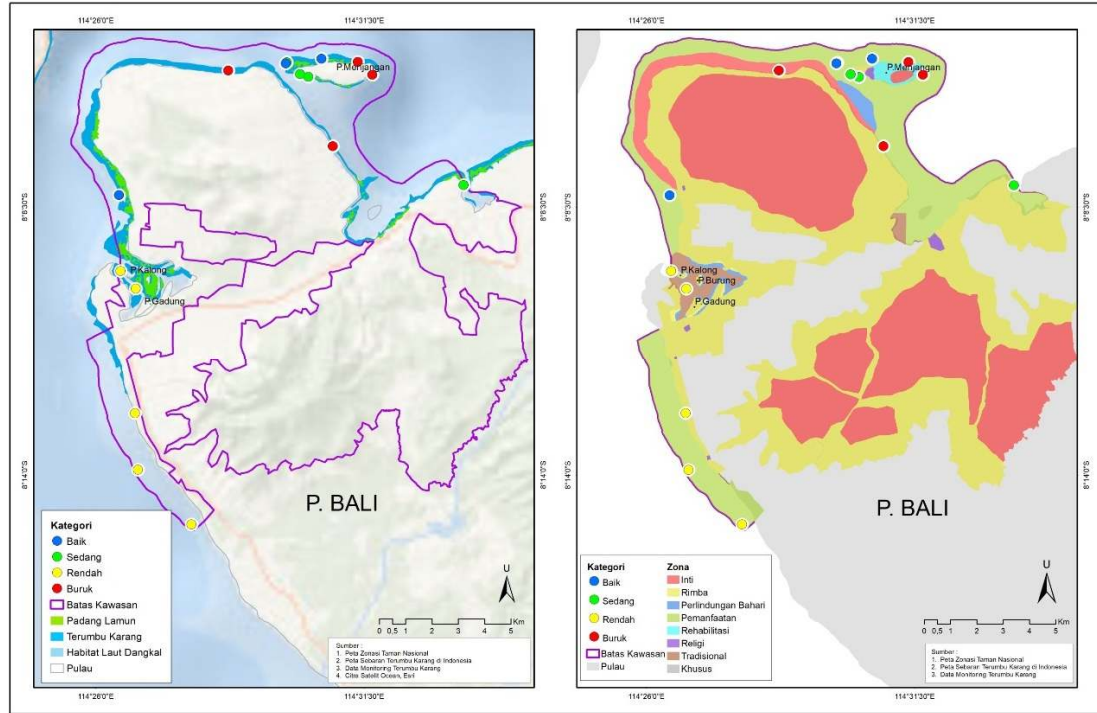 114°26'0"E
114°31'30"E
P.Menjangan
8°8'30"S
8°8'30"S
P.Kalong
P.Gadung
8°14'0"S
8°14'0"S
P. BALI
Kategori
Baik
Sedang
Rendah
Buruk
Batas Kawasan
Padang Lamun
Terumbu Karang
Habitat Laut Dangkal
Pulau
U
Km
0 0,5 1 2 3 4 5
Sumber :
1. Peta Zonasi Taman Nasional
2. Peta Sebaran Terumbu Karang di Indonesia
3. Data Monitoring Terumbu Karang
4. Citra Satelit Ocean, Esri
114°26'0"E
114°31'30"E
114°26'0"E
114°31'30"E
P.Menjangan
8°8'30"S
8°8'30"S
P.Kalong
P.Burung
P.Gadung
8°14'0"S
8°14'0"S
P. BALI
Kategori
Baik
Sedang
Rendah
Buruk
Batas Kawasan
Pulau
Zona
Inti
Rimba
Perlindungan Bahari
Pemanfaatan
Rehabilitasi
Religi
Tradisional
Khusus
U
Km
0 0,5 1 2 3 4 5
Sumber :
1. Peta Zonasi Taman Nasional
2. Peta Sebaran Terumbu Karang di Indonesia
3. Data Monitoring Terumbu Karang
114°26'0"E
114°31'30"E